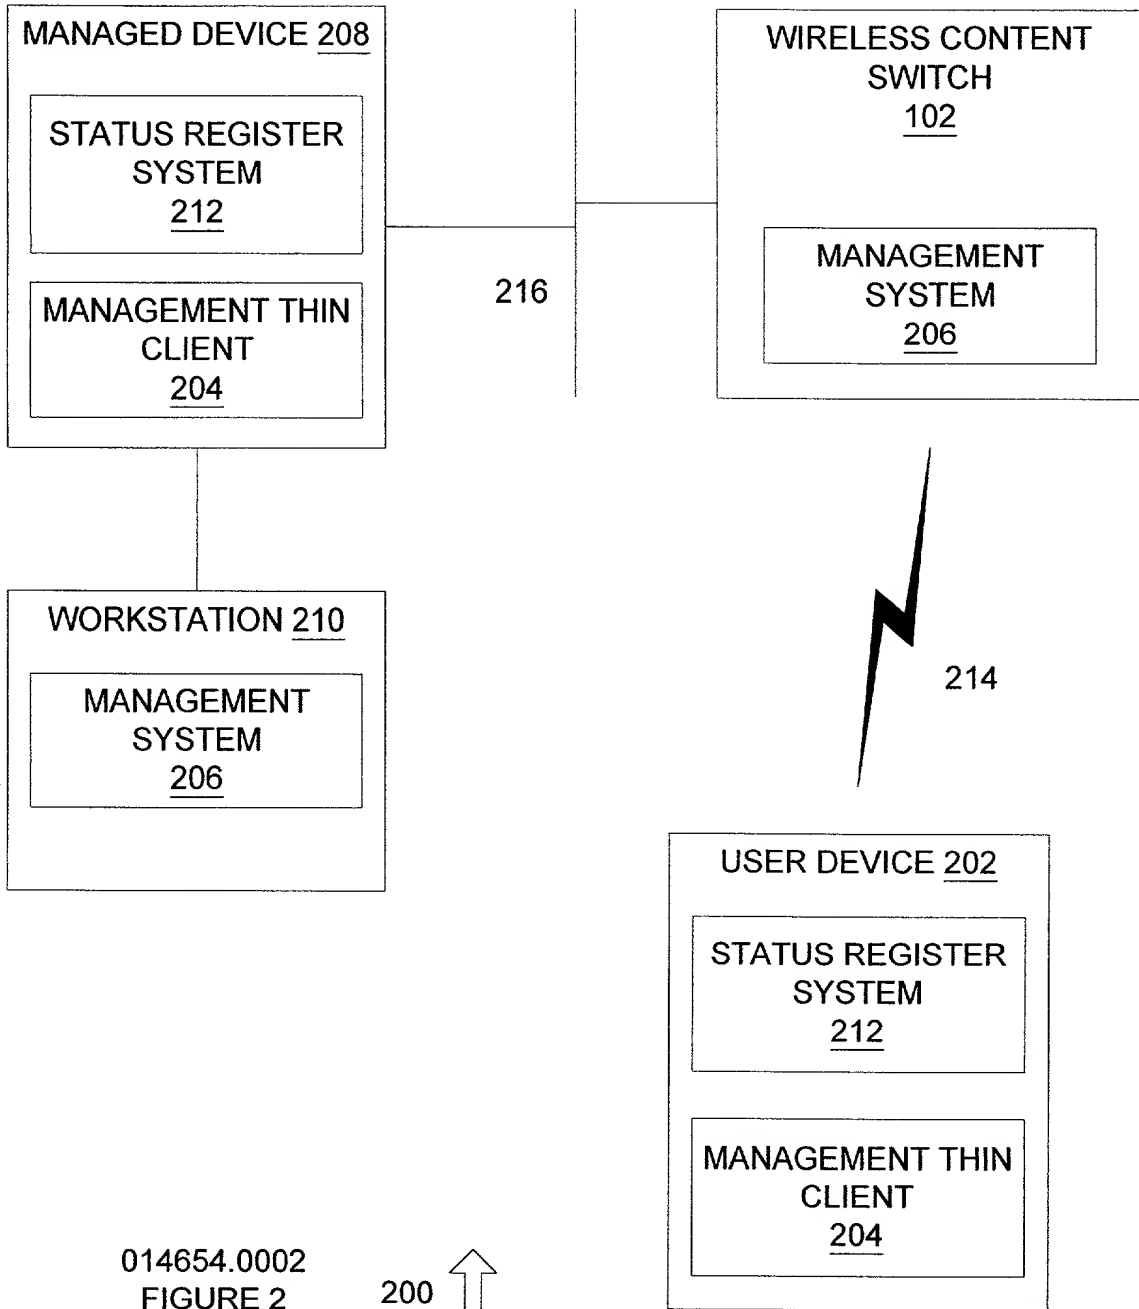 MANAGED DEVICE 208
STATUS REGISTER
SYSTEM
212
MANAGEMENT THIN
CLIENT
204
216
WIRELESS CONTENT
SWITCH
102
MANAGEMENT
SYSTEM
206
WORKSTATION 210
MANAGEMENT
SYSTEM
206
214
USER DEVICE 202
STATUS REGISTER
SYSTEM
212
MANAGEMENT THIN
CLIENT
204
014654.0002
FIGURE 2
200